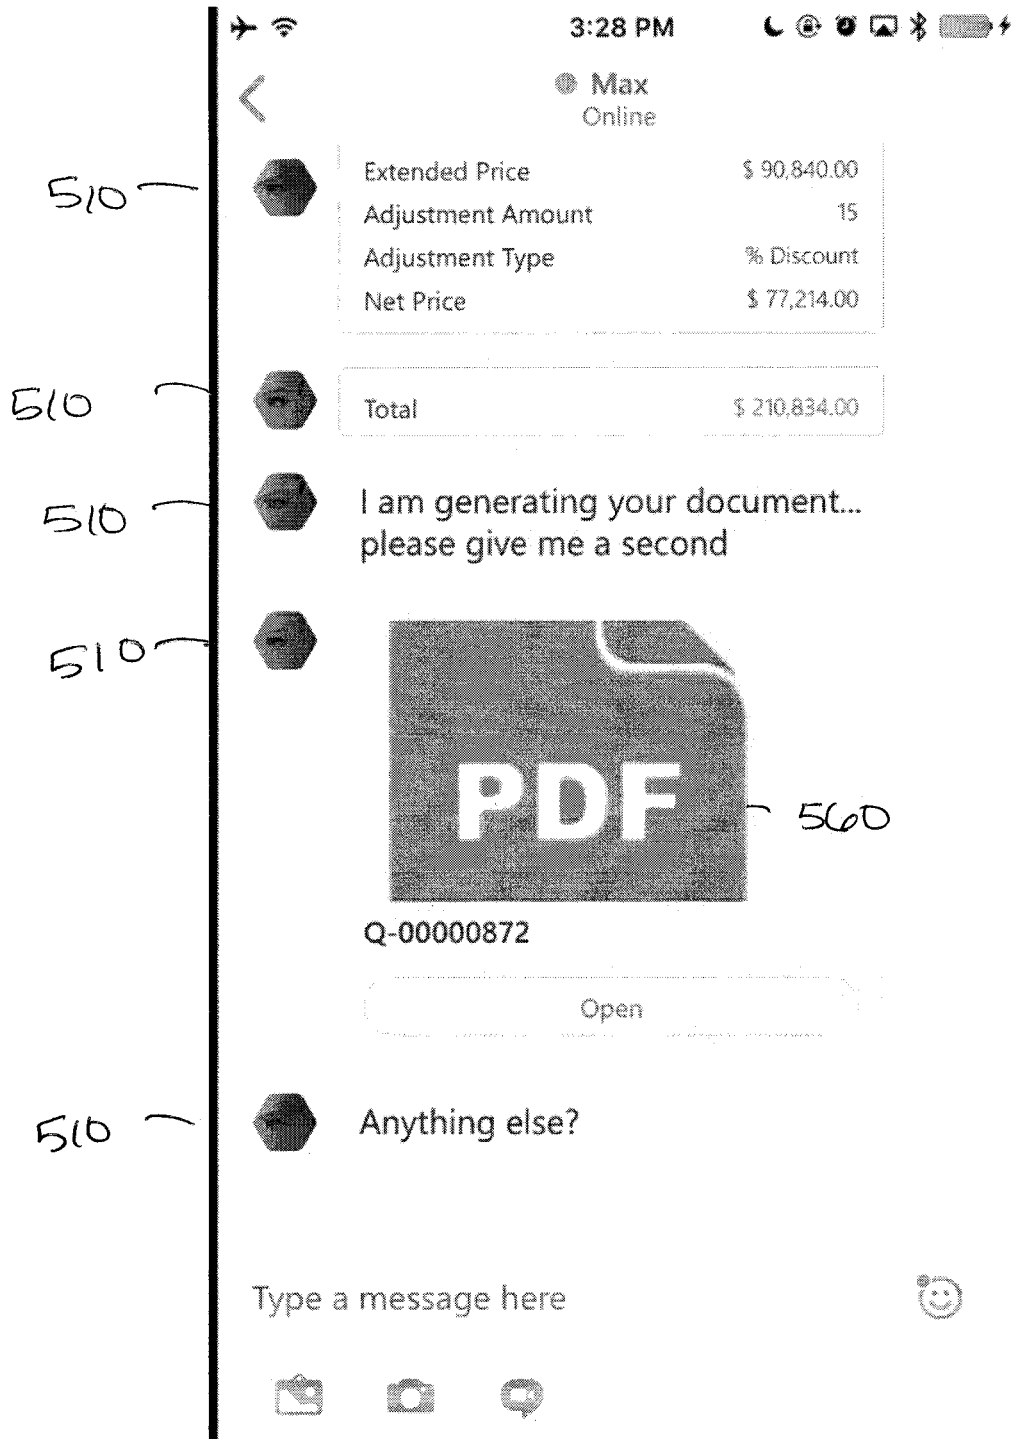 3:28 PM
Max
Online
510
Extended Price $ 90,840.00
Adjustment Amount 15
Adjustment Type % Discount
Net Price $ 77,214.00
510
Total $ 210,834.00
510
I am generating your document...
please give me a second
510
PDF
560
Q-00000872
Open
510
Anything else?
Type a message here